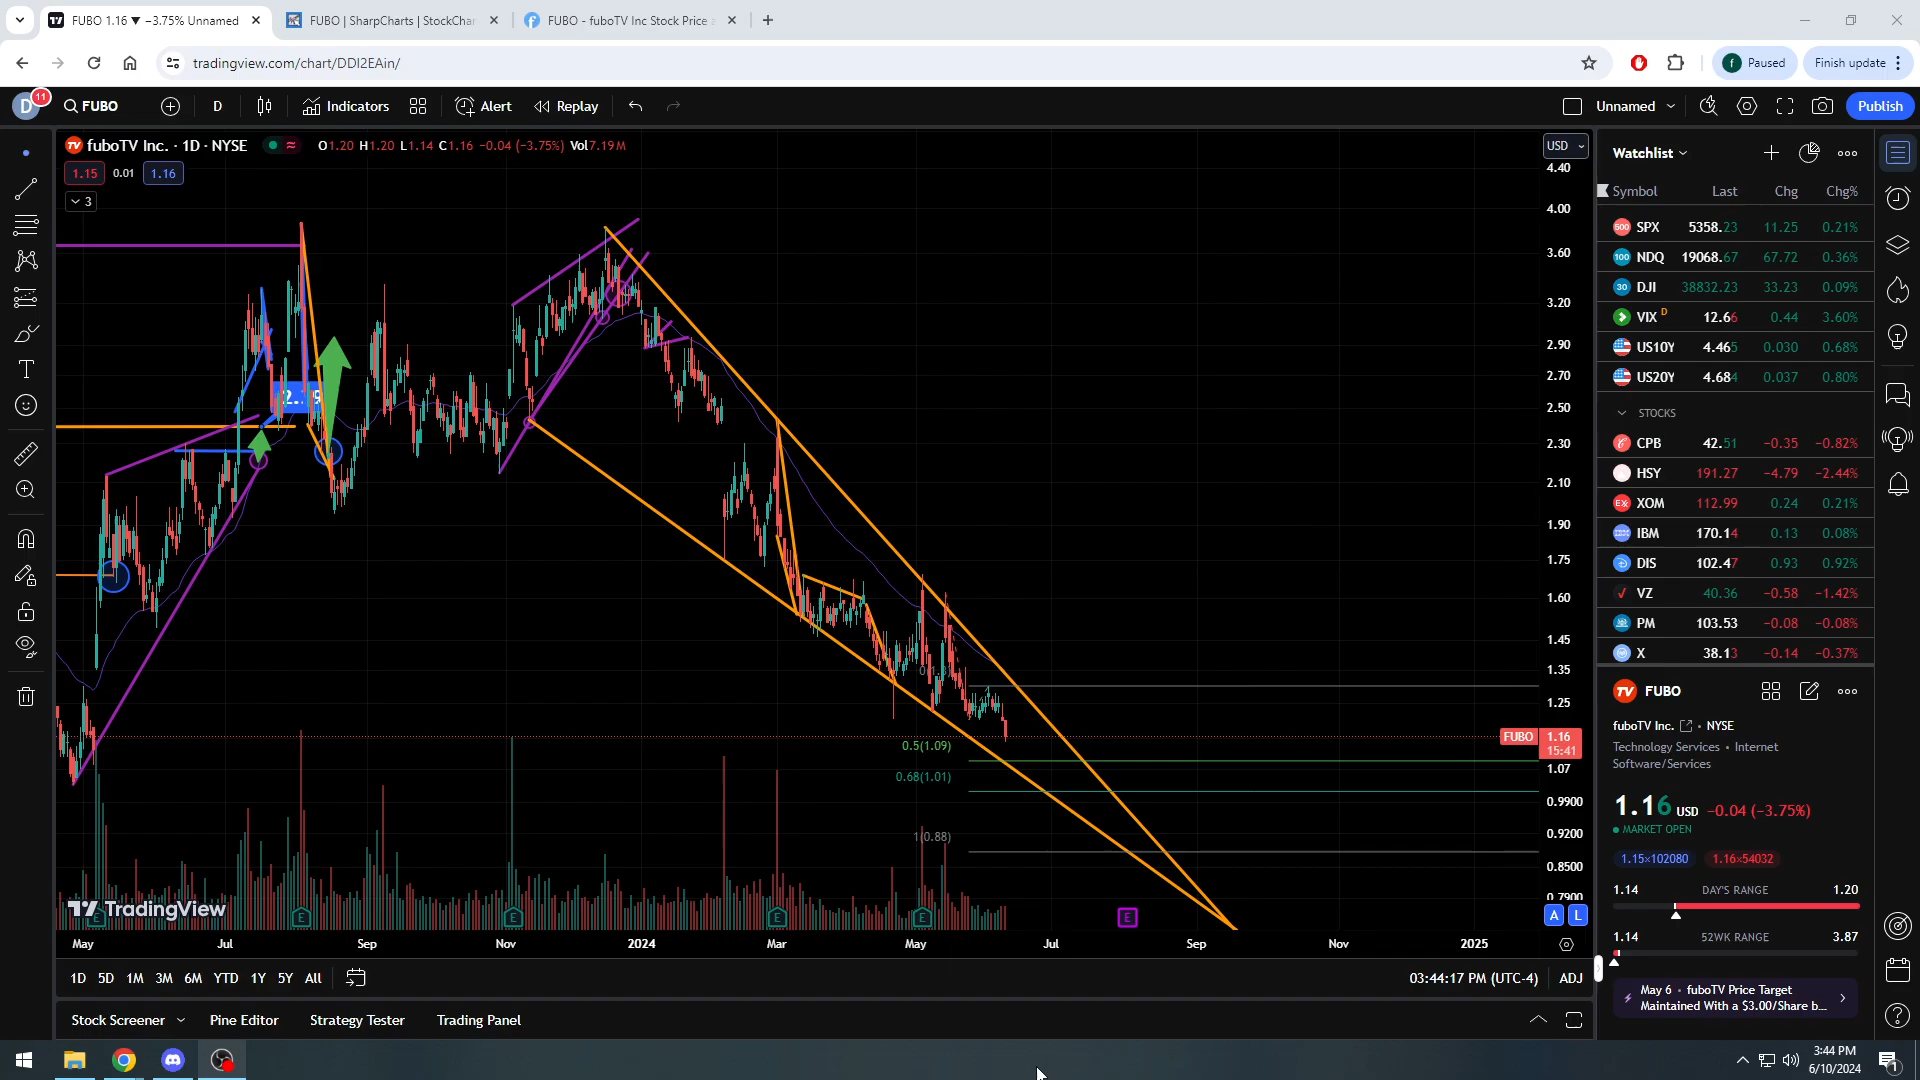 FUBO 1.16 ▼ −3.75% Unnamed
FUBO | SharpCharts | StockChar
FUBO - fuboTV Inc Stock Price a
tradingview.com/chart/DDI2EAin/
f Paused
Finish update
D 11
FUBO
D
Indicators
Alert
Replay
Unnamed
Publish
fuboTV Inc. · 1D · NYSE
O1.20 H1.20 L1.14 C1.16 −0.04 (−3.75%) Vol7.19M
1.15 0.01 1.16
3
USD
4.40
4.00
3.60
3.20
2.90
2.70
2.50
2.30
2.10
1.90
1.75
1.60
1.45
1.35
1.25
FUBO 1.16
15:41
1.07
0.9900
0.9200
0.8500
0.7900
0.5(1.09)
0.68(1.01)
1(0.88)
TradingView
E E E E E E
A L
May Jul Sep Nov 2024 Mar May Jul Sep Nov 2025
1D 5D 1M 3M 6M YTD 1Y 5Y All
03:44:17 PM (UTC-4) ADJ
Stock Screener Pine Editor Strategy Tester Trading Panel
Watchlist
Symbol Last Chg Chg%
SPX 5358.23 11.25 0.21%
NDQ 19068.67 67.72 0.36%
DJI 38832.23 33.23 0.09%
VIX D 12.66 0.44 3.60%
US10Y 4.465 0.030 0.68%
US20Y 4.684 0.037 0.80%
STOCKS
CPB 42.51 −0.35 −0.82%
HSY 191.27 −4.79 −2.44%
XOM 112.99 0.24 0.21%
IBM 170.14 0.13 0.08%
DIS 102.47 0.93 0.92%
VZ 40.36 −0.58 −1.42%
PM 103.53 −0.08 −0.08%
X 38.13 −0.14 −0.37%
FUBO
fuboTV Inc. · NYSE
Technology Services · Internet
Software/Services
1.16 USD −0.04 (−3.75%)
MARKET OPEN
1.15×102080 1.16×54032
1.14 DAY'S RANGE 1.20
1.14 52WK RANGE 3.87
May 6 · fuboTV Price Target
Maintained With a $3.00/Share b...
3:44 PM
6/10/2024
1